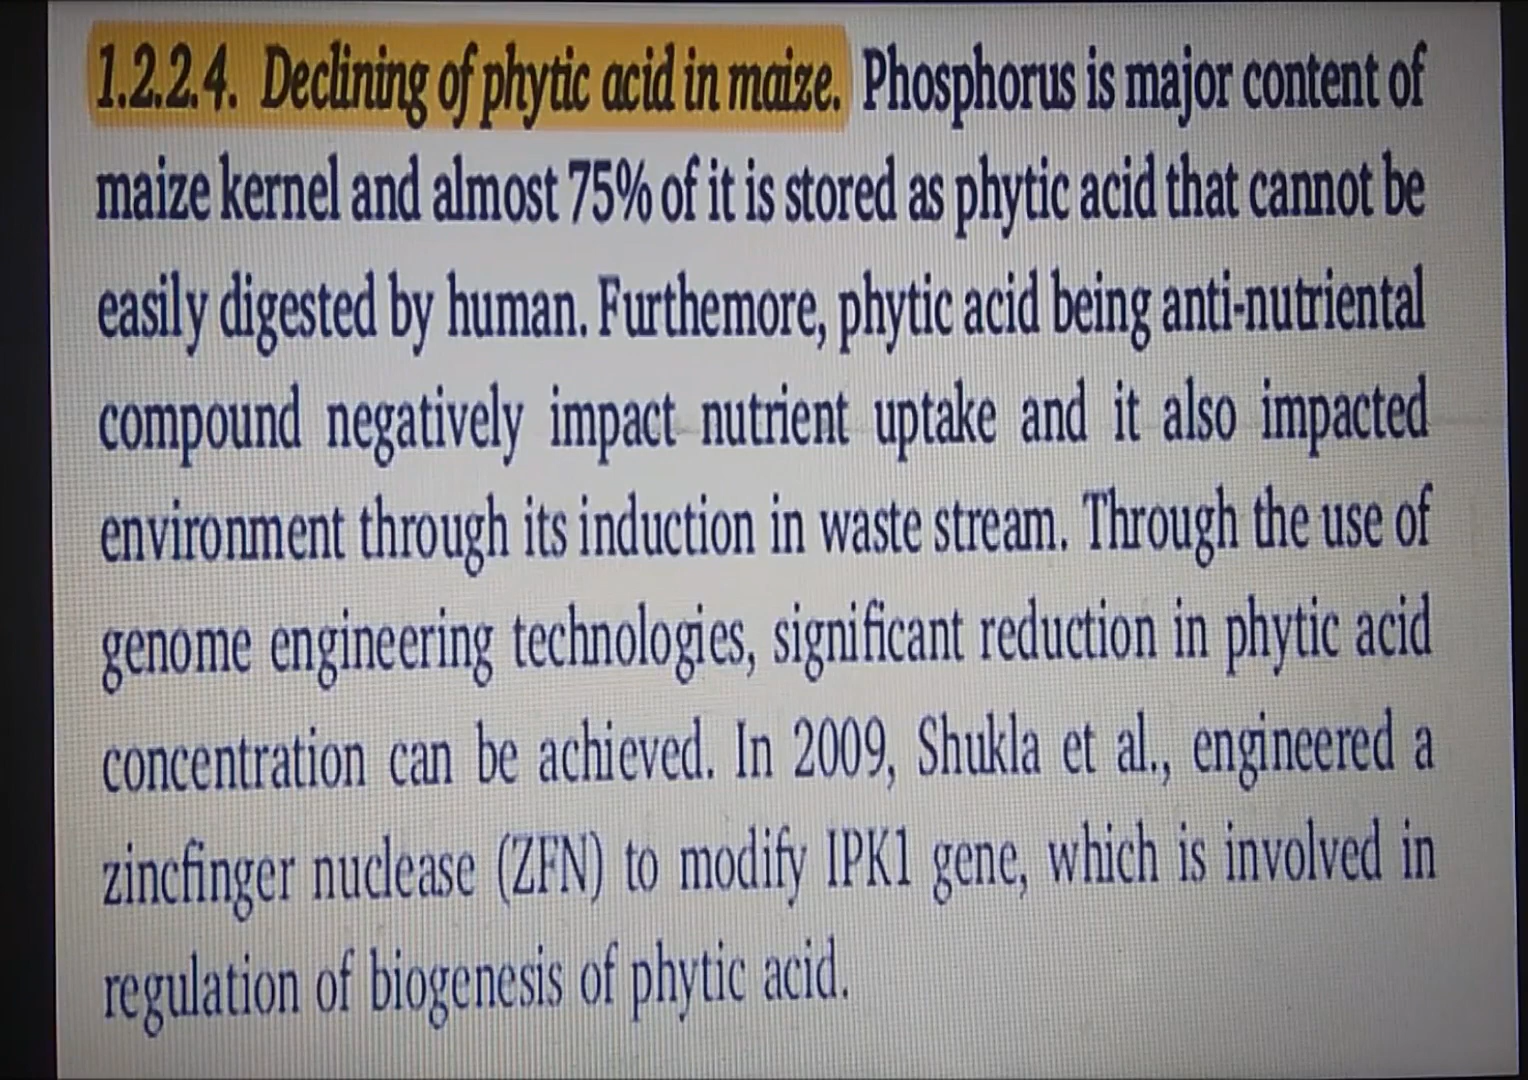 1.2.2.4. Declining of phytic acid in maize. Phosphorus is major content of
maize kernel and almost 75% of it is stored as phytic acid that cannot be
easily digested by human. Furthemore, phytic acid being anti-nutriental
compound negatively impact nutrient uptake and it also impacted
environment through its induction in waste stream. Through the use of
genome engineering technologies, significant reduction in phytic acid
concentration can be achieved. In 2009, Shukla et al., engineered a
zincfinger nuclease (ZFN) to modify IPK1 gene, which is involved in
regulation of biogenesis of phytic acid.